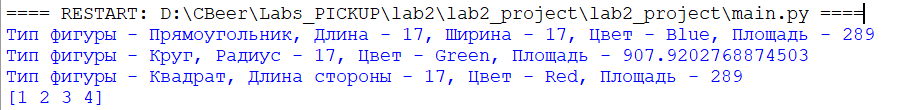 ==== RESTART: D:\CBeer\Labs_PICKUP\lab2\lab2_project\lab2_project\main.py ====
Тип фигуры - Прямоугольник, Длина - 17, Ширина - 17, Цвет - Blue, Площадь - 289
Тип фигуры - Круг, Радиус - 17, Цвет - Green, Площадь - 907.9202768874503
Тип фигуры - Квадрат, Длина стороны - 17, Цвет - Red, Площадь - 289
[1 2 3 4]